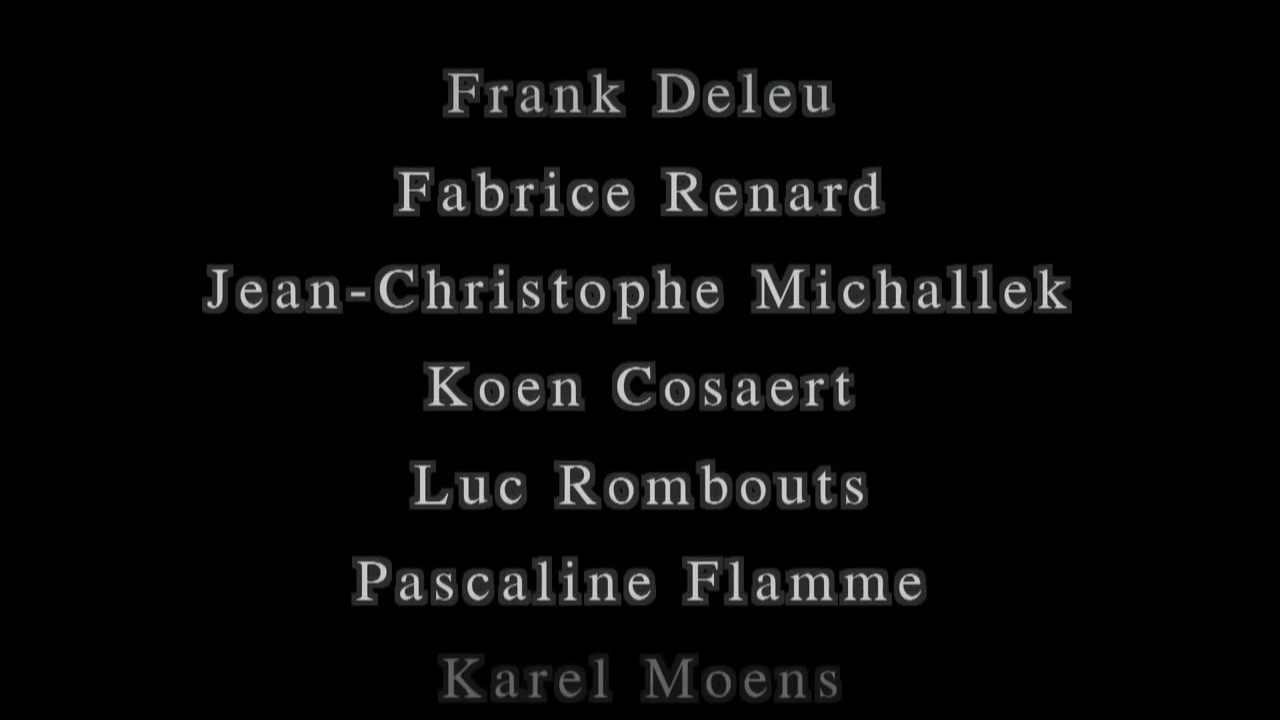 Frank Deleu
Fabrice Renard
Jean-Christophe Michallek
Koen Cosaert
Luc Rombouts
Pascaline Flamme
Karel Moens